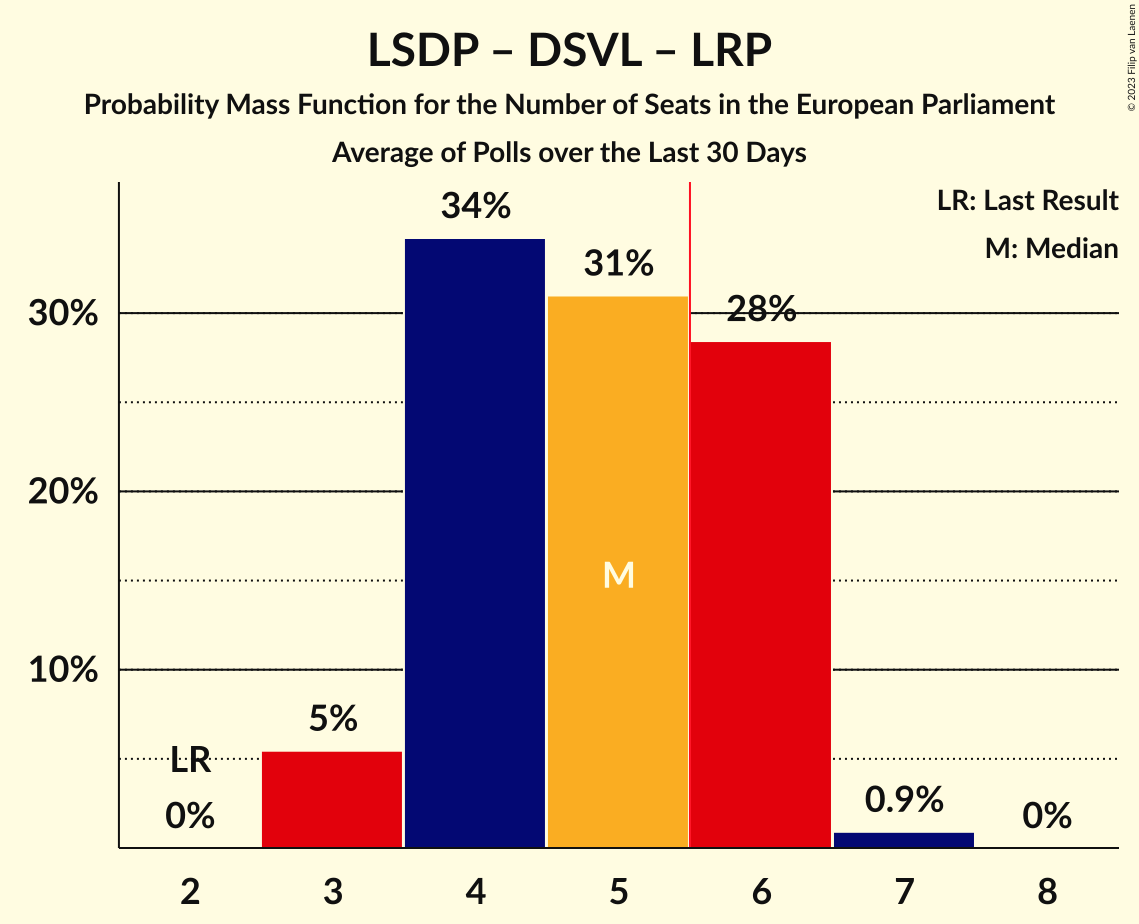 LSDP – DSVL – LRP
Probability Mass Function for the Number of Seats in the European Parliament
Average of Polls over the Last 30 Days
© 2023 Filip van Laenen
LR: Last Result
M: Median
34%
31%
28%
30%
20%
M
10%
5%
LR
0%
0.9%
0%
2 3 4 5 6 7 8